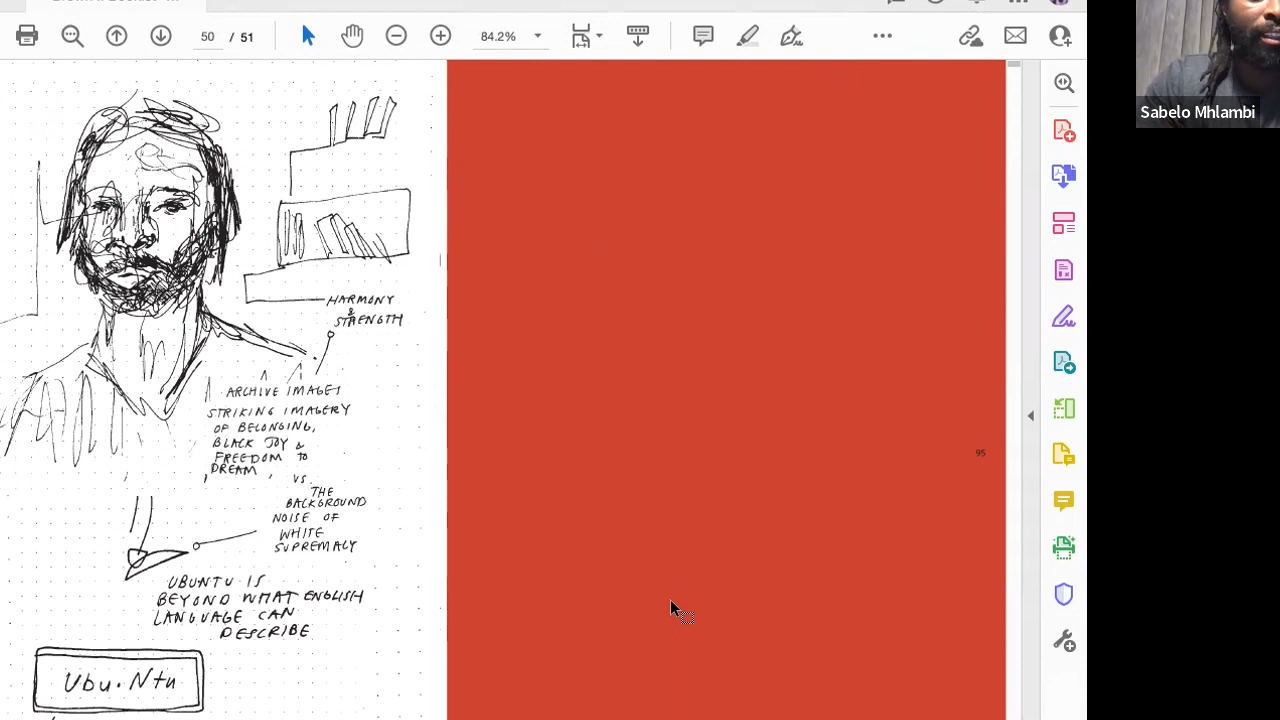 50 / 51
84.2%
Sabelo Mhlambi
HARMONY
&
STRENGTH
ARCHIVE IMAGES
STRIKING IMAGERY
OF BELONGING,
BLACK JOY &
FREEDOM to
DREAM
VS.
THE
BACKGROUND
NOISE OF
WHITE
SUPREMACY
UBUNTU IS
BEYOND WHAT ENGLISH
LANGUAGE CAN
DESCRIBE
Ubu·Ntu
95